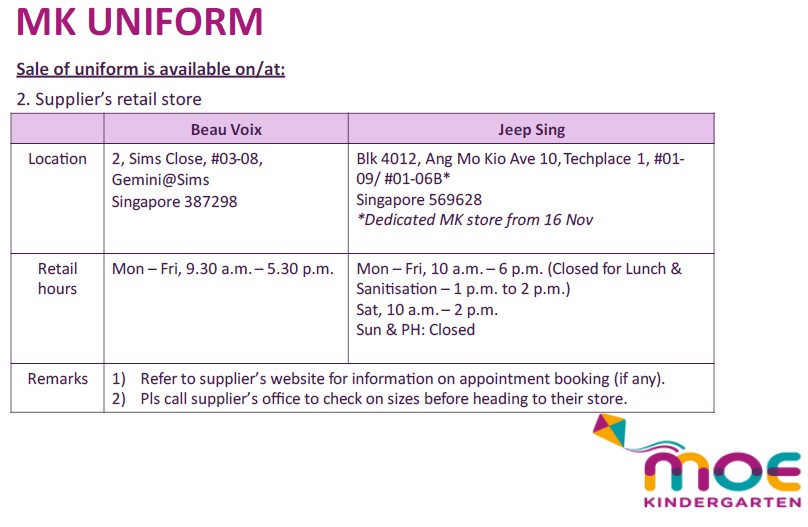 MK UNIFORM
Sale of uniform is available on/at:
2. Supplier's retail store
Beau Voix
Jeep Sing
Location
2, Sims Close, #03-08,
Gemini@Sims
Singapore 387298
Blk 4012, Ang Mo Kio Ave 10, Techplace 1, #01-
09/ #01-06B*
Singapore 569628
*Dedicated MK store from 16 Nov
Retail
hours
Mon – Fri, 9.30 a.m. – 5.30 p.m.
Mon – Fri, 10 a.m. – 6 p.m. (Closed for Lunch &
Sanitisation – 1 p.m. to 2 p.m.)
Sat, 10 a.m. – 2 p.m.
Sun & PH: Closed
Remarks
1) Refer to supplier's website for information on appointment booking (if any).
2) Pls call supplier's office to check on sizes before heading to their store.
moe
KINDERGARTEN